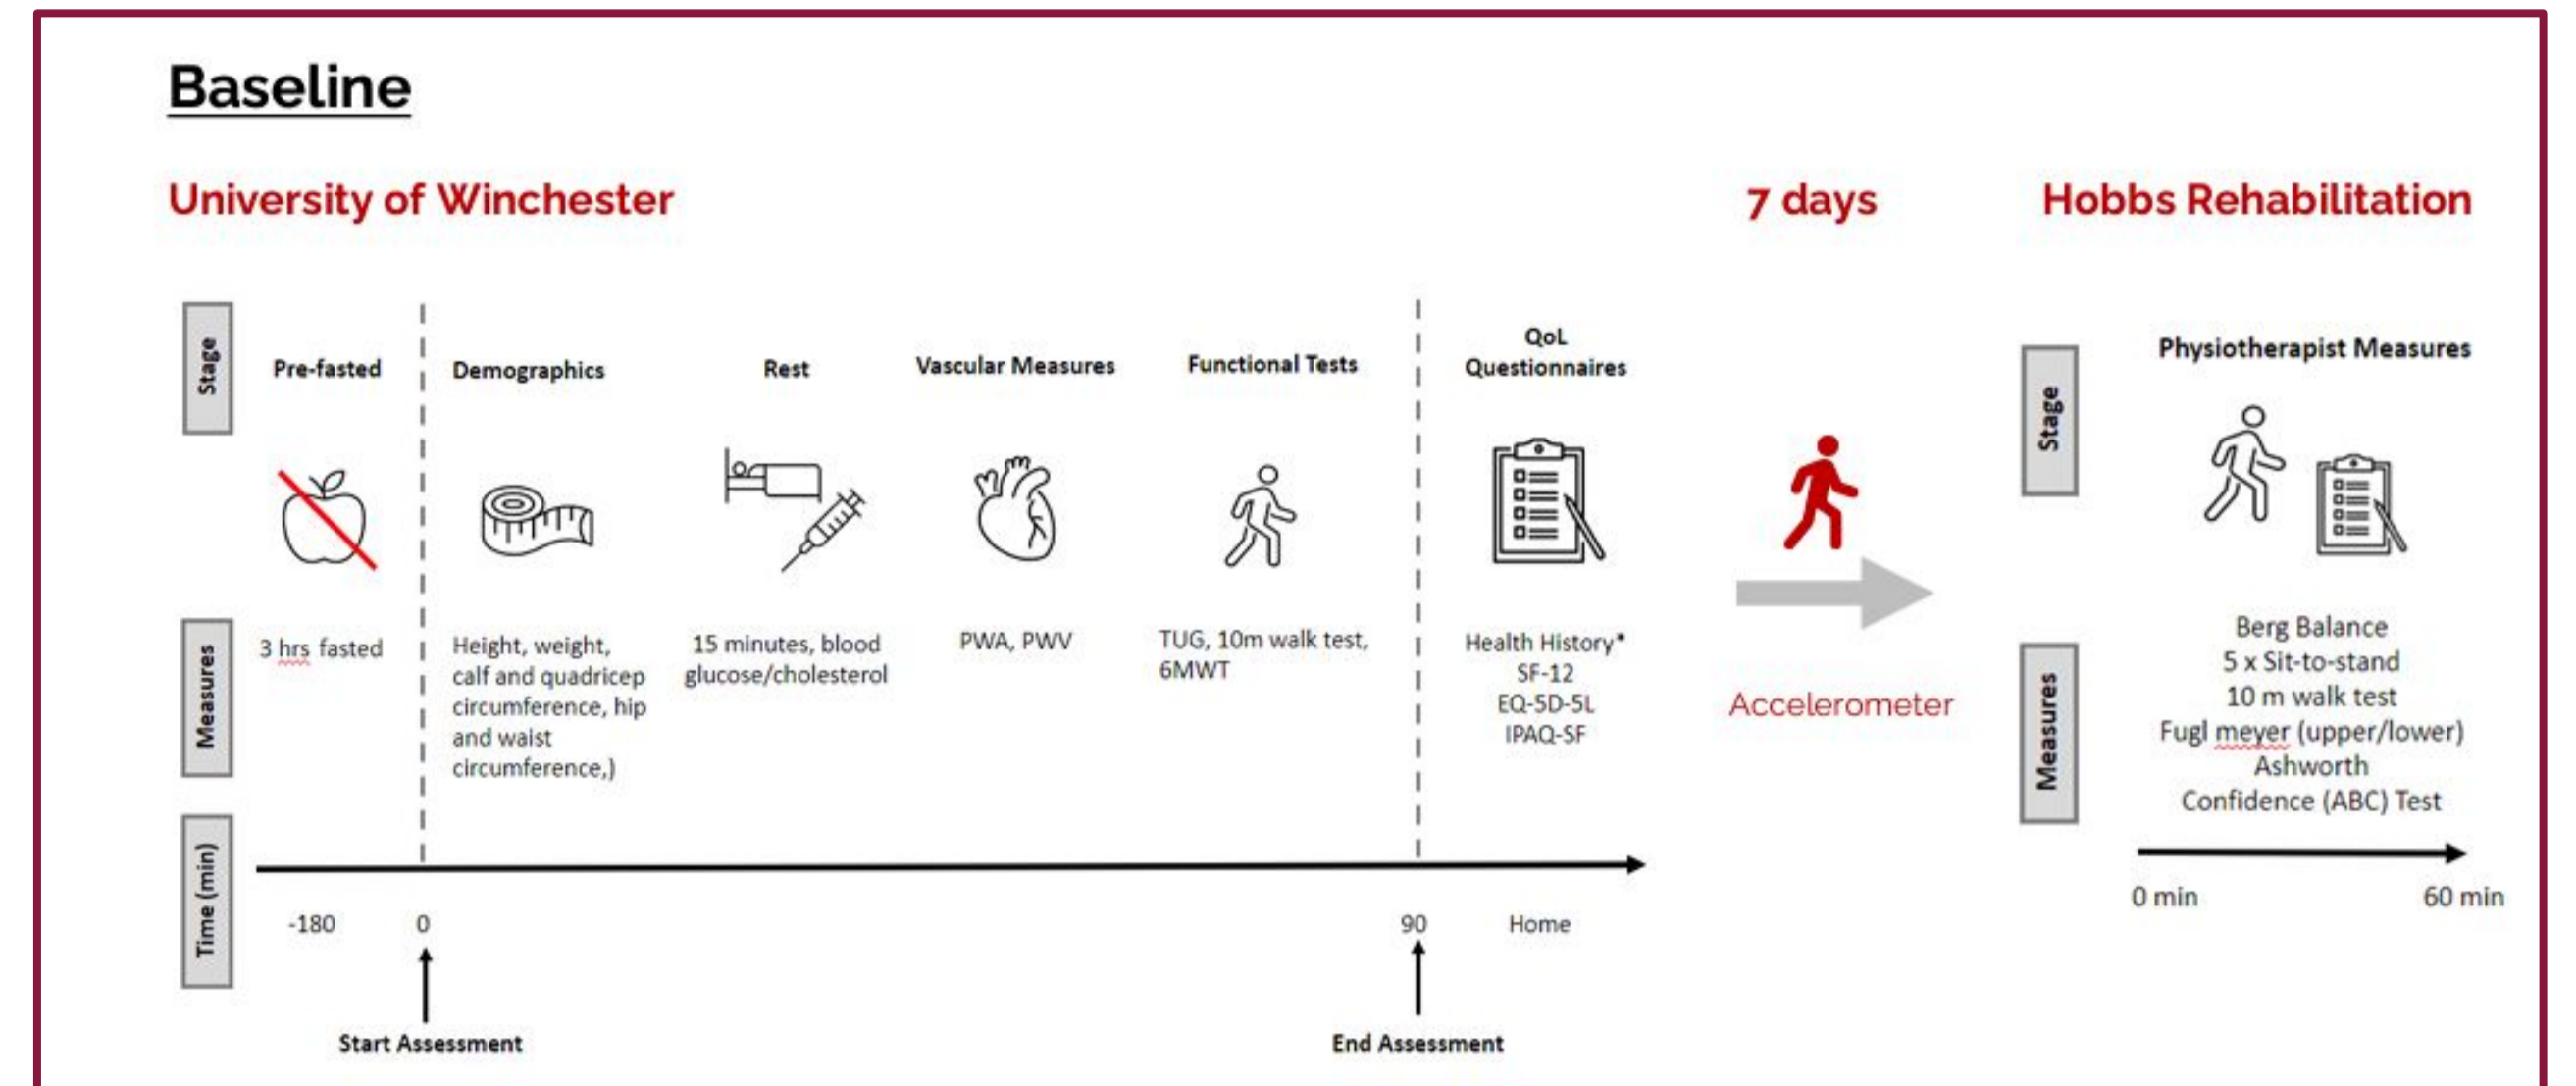 Baseline
University of Winchester
7 days
Hobbs Rehabilitation
Stage
Pre-fasted
Demographics
Rest
Vascular Measures
Functional Tests
QoL
Questionnaires
Measures
3 hrs fasted
Height, weight,
calf and quadricep
circumference, hip
and waist
circumference,)
15 minutes, blood
glucose/cholesterol
PWA, PWV
TUG, 10m walk test,
6MWT
Health History*
SF-12
EQ-5D-5L
IPAQ-SF
Time (min)
-180
0
90
Home
Start Assessment
End Assessment
Accelerometer
Stage
Physiotherapist Measures
Measures
Berg Balance
5 x Sit-to-stand
10 m walk test
Fugl meyer (upper/lower)
Ashworth
Confidence (ABC) Test
0 min
60 min